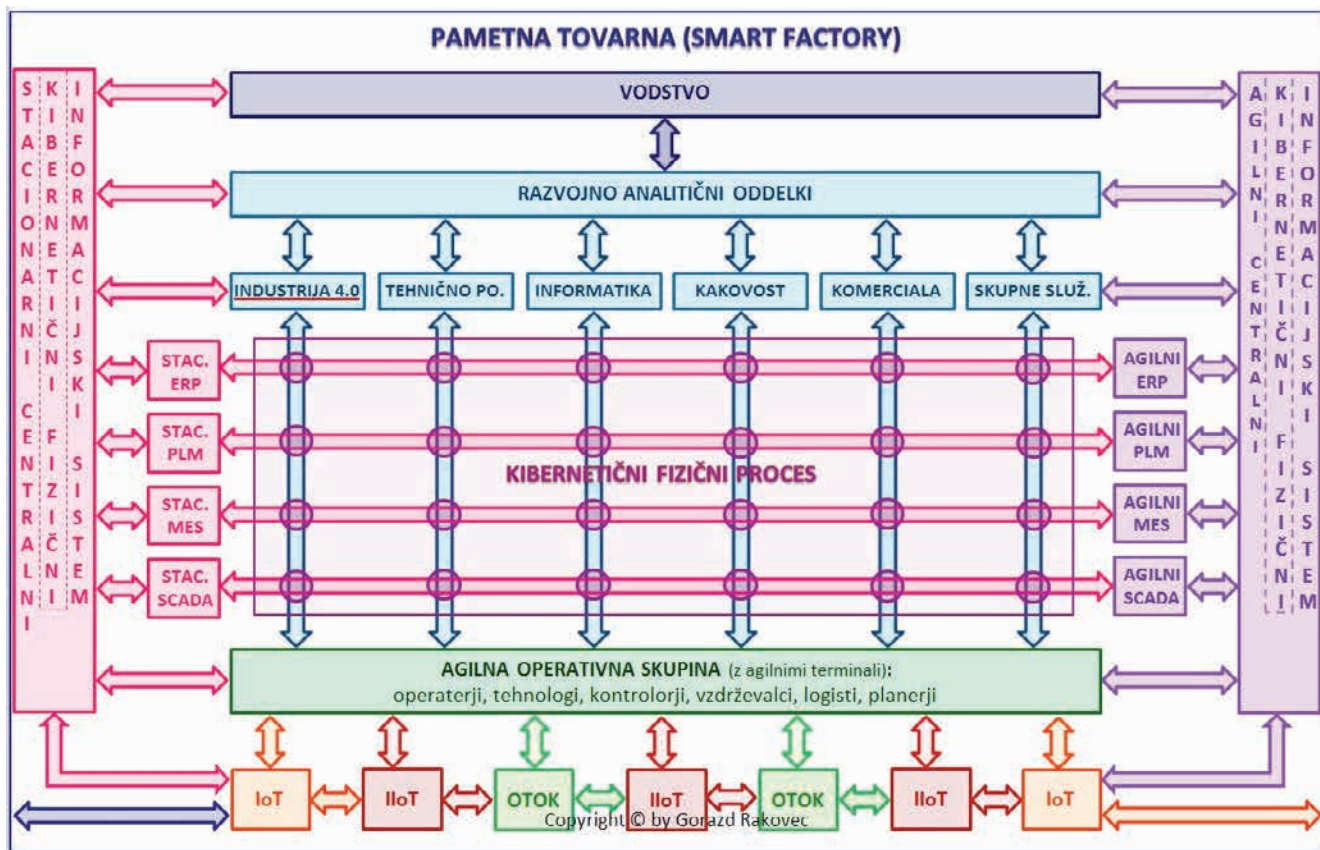 PAMETNA TOVARNA (SMART FACTORY)
STACIONARNI CENTRALNI
KIBERNETIČNI FIZIČNI
INFORMACIJSKI SISTEM
VODSTVO
RAZVOJNO ANALITIČNI ODDELKI
INDUSTRIJA 4.0
TEHNIČNO PO.
INFORMATIKA
KAKOVOST
KOMERCIALA
SKUPNE SLUŽ.
STAC.
ERP
AGILNI
ERP
STAC.
PLM
AGILNI
PLM
KIBERNETIČNI FIZIČNI PROCES
STAC.
MES
AGILNI
MES
STAC.
SCADA
AGILNI
SCADA
AGILNI CENTRALNI
KIBERNETIČNI FIZIČNI
INFORMACIJSKI SISTEM
AGILNA OPERATIVNA SKUPINA (z agilnimi terminali):
operaterji, tehnologi, kontrolorji, vzdrževalci, logisti, planerji
IoT
IIoT
OTOK
IIoT
OTOK
IIoT
IoT
Copyright © by Gorazd Rakovec